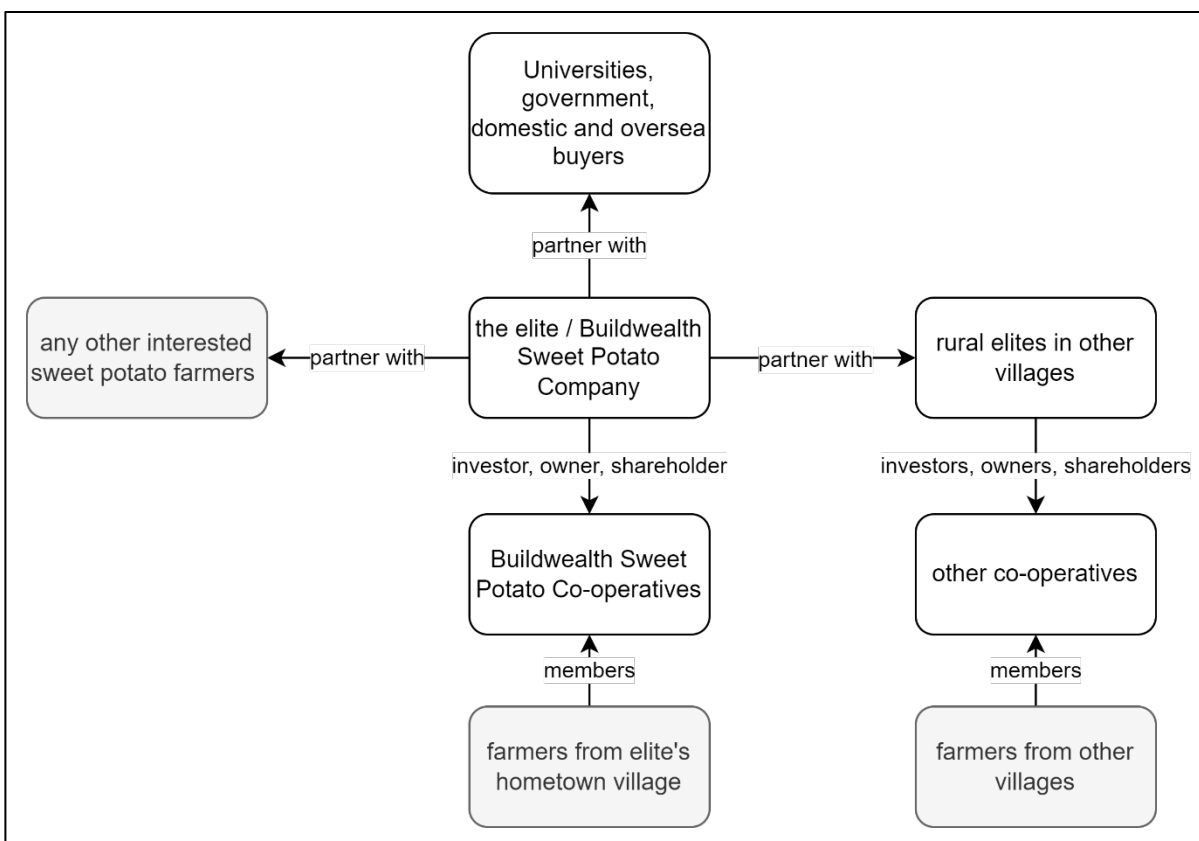 Universities,
government,
domestic and oversea
buyers
partner with
any other interested
sweet potato farmers
partner with
the elite / Buildwealth
Sweet Potato
Company
partner with
rural elites in other
villages
investor, owner, shareholder
investors, owners, shareholders
Buildwealth Sweet
Potato Co-operatives
other co-operatives
members
members
farmers from elite's
hometown village
farmers from other
villages